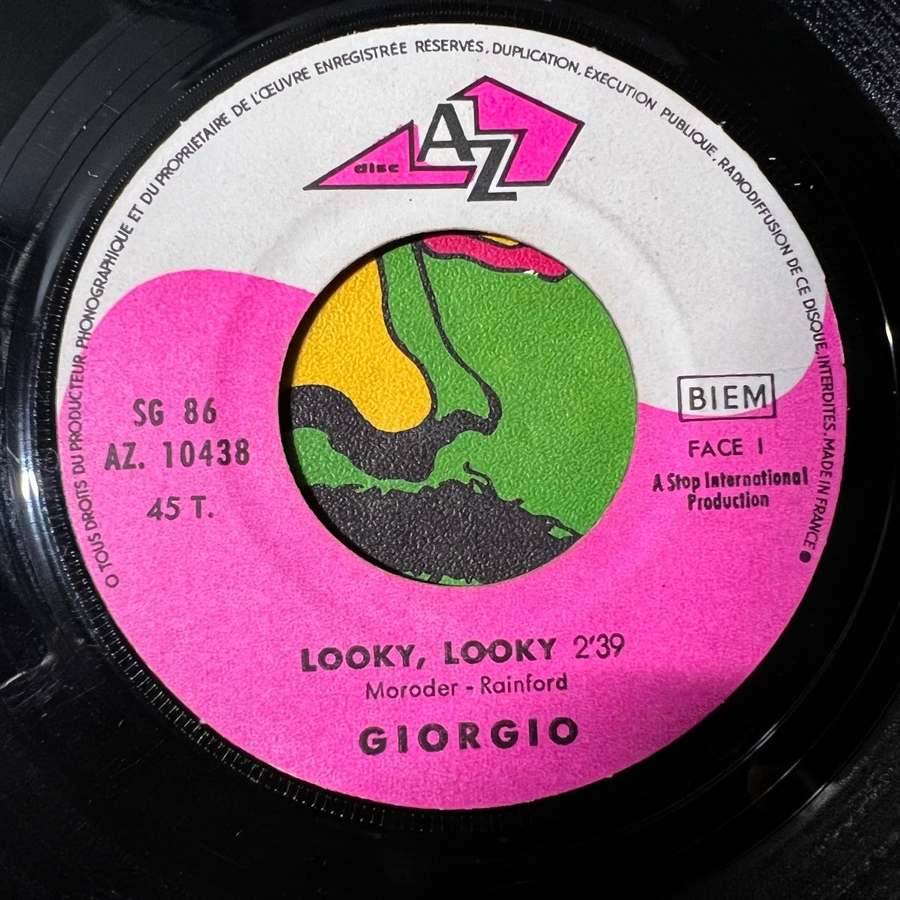 O TOUS DROITS DU PRODUCTEUR PHONOGRAPHIQUE ET DU PROPRIÉTAIRE DE L'ŒUVRE ENREGISTRÉE RÉSERVÉS. DUPLICATION, EXÉCUTION PUBLIQUE, RADIODIFFUSION DE CE DISQUE, INTERDITES. MADE IN FRANCE
disc AZ
SG 86
AZ. 10438
45 T.
BIEM
FACE I
A Stop International
Production
LOOKY, LOOKY 2'39
Moroder - Rainford
GIORGIO